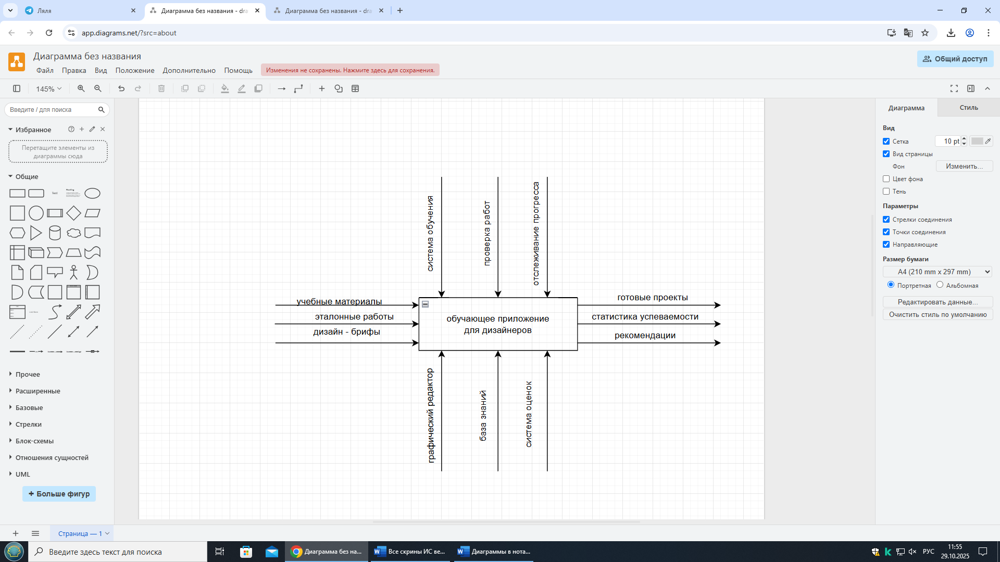 Ляля
Диаграмма без названия - dra
Диаграмма без названия - dra
app.diagrams.net/?src=about
Диаграмма без названия
Файл
Правка
Вид
Положение
Дополнительно
Помощь
Изменения не сохранены. Нажмите здесь для сохранения.
Общий доступ
145%
Введите / для поиска
Избранное
Перетащите элементы из
диаграммы сюда
Общие
Text
Heading
Прочее
Расширенные
Базовые
Стрелки
Блок-схемы
Отношения сущностей
UML
+ Больше фигур
система обучения
проверка работ
отслеживание прогресса
учебные материалы
эталонные работы
дизайн - брифы
обучающее приложение
для дизайнеров
готовые проекты
статистика успеваемости
рекомендации
графический редактор
база знаний
система оценок
Диаграмма
Стиль
Вид
Сетка
10 pt
Вид страницы
Фон
Изменить...
Цвет фона
Тень
Параметры
Стрелки соединения
Точки соединения
Направляющие
Размер бумаги
A4 (210 mm x 297 mm)
Портретная
Альбомная
Редактировать данные...
Очистить стиль по умолчанию
Страница — 1
Введите здесь текст для поиска
Диаграмма без на...
Все скрины ИС ве...
Диаграммы в нота...
РУС
11:55
29.10.2025